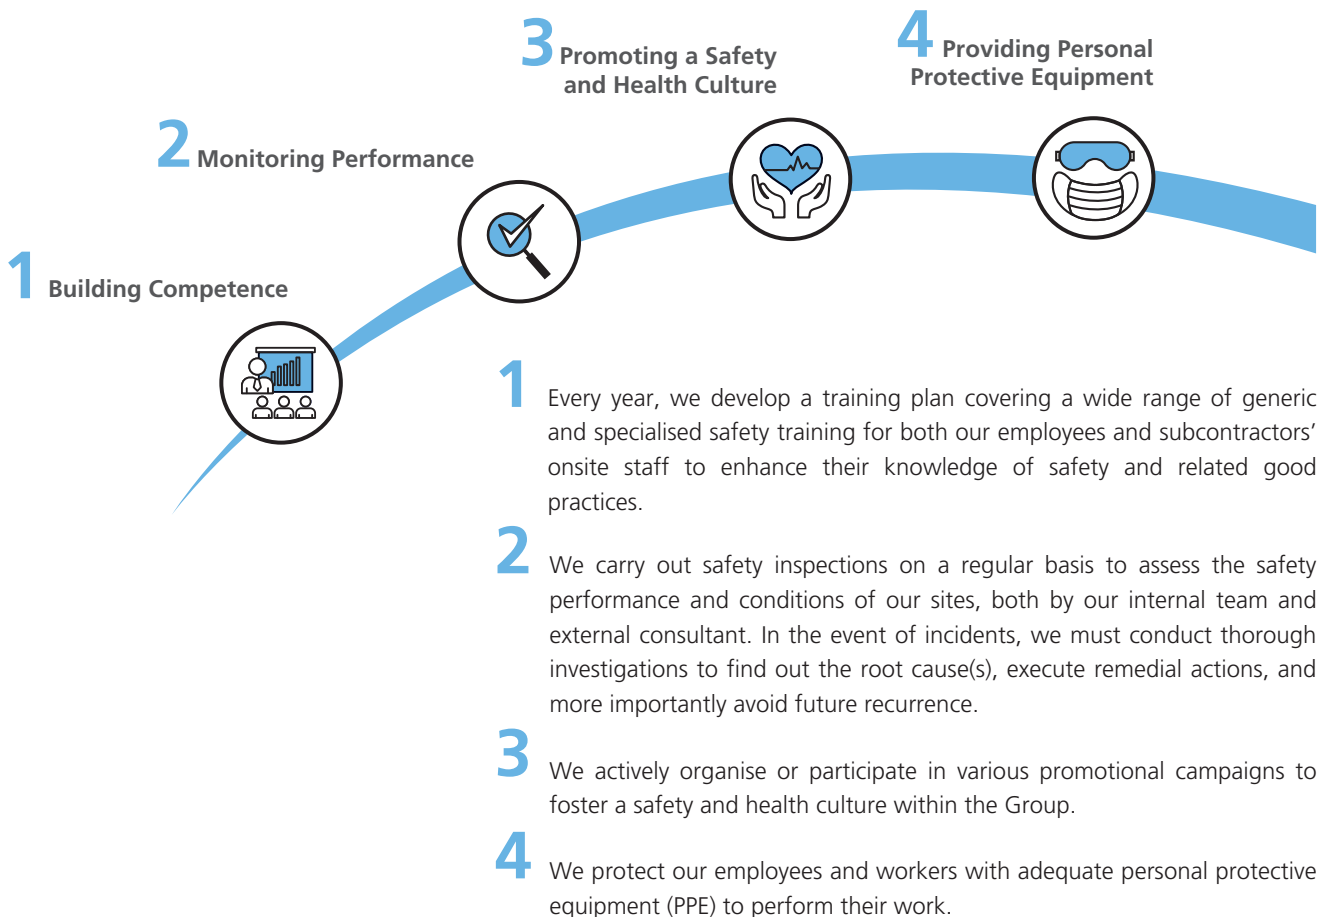 3 Promoting a Safety
and Health Culture
4 Providing Personal
Protective Equipment
2 Monitoring Performance
1 Building Competence
1 Every year, we develop a training plan covering a wide range of generic
and specialised safety training for both our employees and subcontractors’
onsite staff to enhance their knowledge of safety and related good
practices.
2 We carry out safety inspections on a regular basis to assess the safety
performance and conditions of our sites, both by our internal team and
external consultant. In the event of incidents, we must conduct thorough
investigations to find out the root cause(s), execute remedial actions, and
more importantly avoid future recurrence.
3 We actively organise or participate in various promotional campaigns to
foster a safety and health culture within the Group.
4 We protect our employees and workers with adequate personal protective
equipment (PPE) to perform their work.